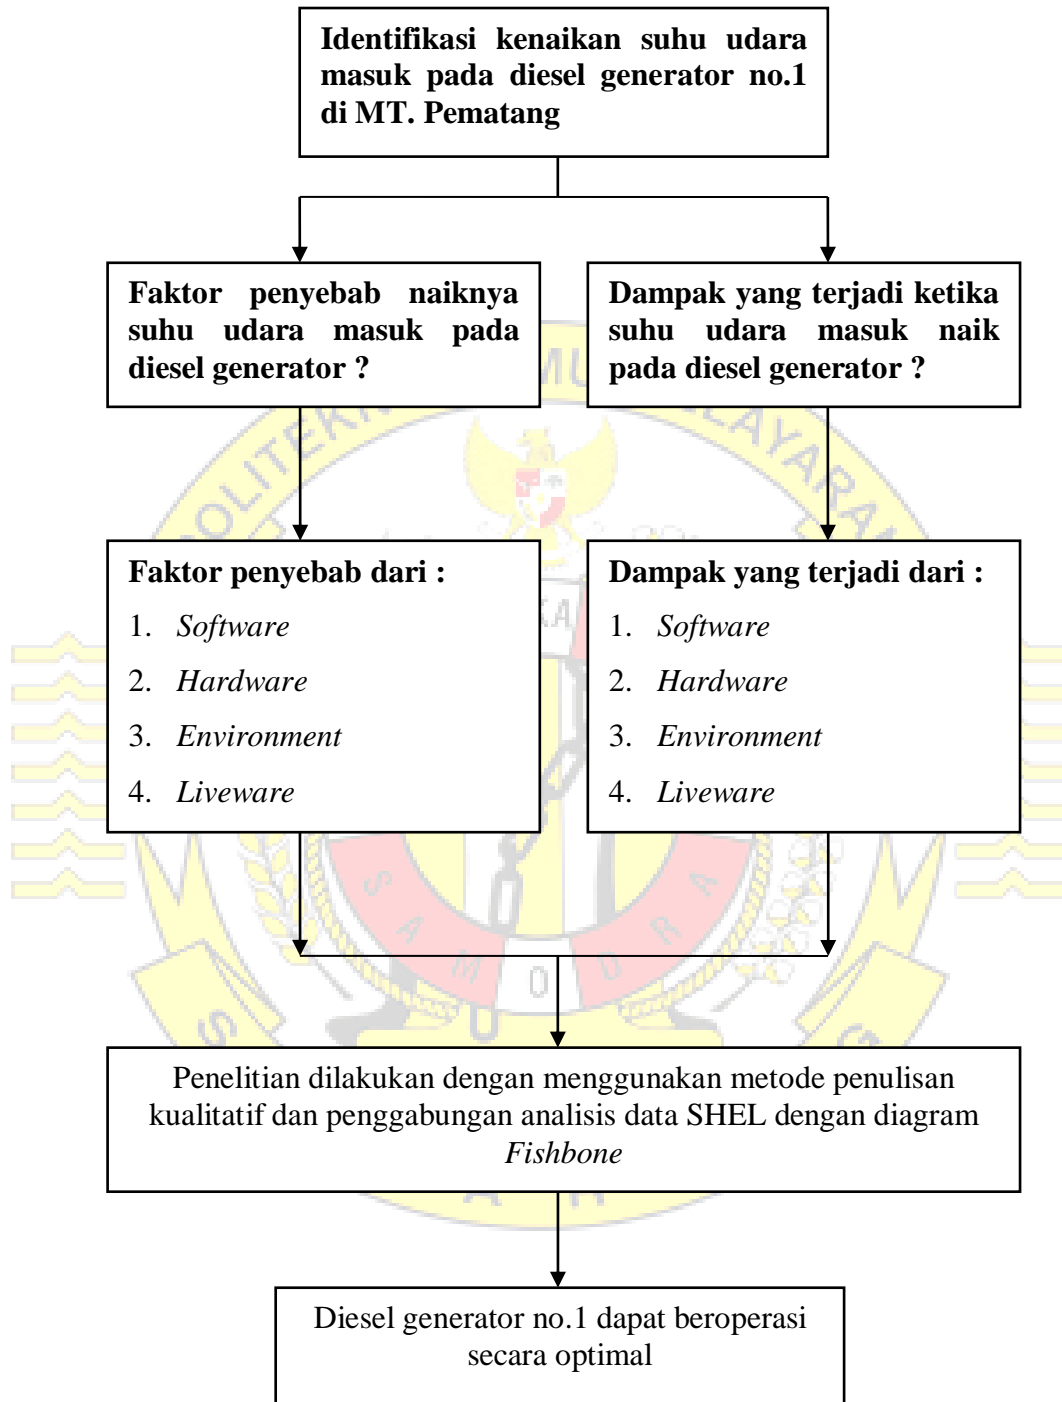 Identifikasi kenaikan suhu udara
masuk pada diesel generator no.1
di MT. Pematang
Faktor penyebab naiknya
suhu udara masuk pada
diesel generator ?
Dampak yang terjadi ketika
suhu udara masuk naik
pada diesel generator ?
Faktor penyebab dari :
1. Software
2. Hardware
3. Environment
4. Liveware
Dampak yang terjadi dari :
1. Software
2. Hardware
3. Environment
4. Liveware
SAMODRA
Penelitian dilakukan dengan menggunakan metode penulisan
kualitatif dan penggabungan analisis data SHEL dengan diagram
Fishbone
Diesel generator no.1 dapat beroperasi
secara optimal